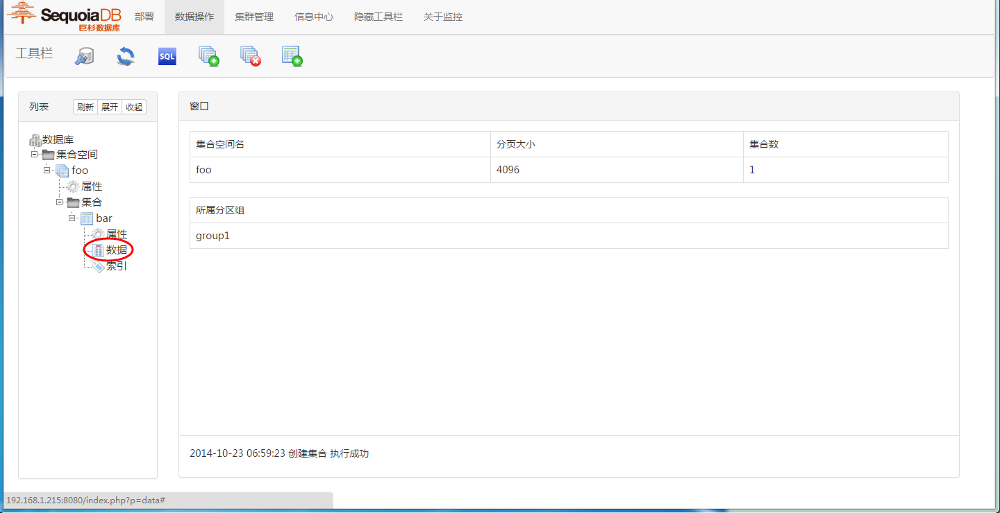 SequoiaDB
巨杉数据库
部署 数据操作 集群管理 信息中心 隐藏工具栏 关于监控
工具栏 SQL
列表 刷新 展开 收起
数据库
集合空间
foo
属性
集合
bar
属性
数据
索引
窗口
集合空间名 分页大小 集合数
foo 4096 1
所属分区组
group1
2014-10-23 06:59:23 创建集合 执行成功
192.168.1.215:8080/index.php?p=data#